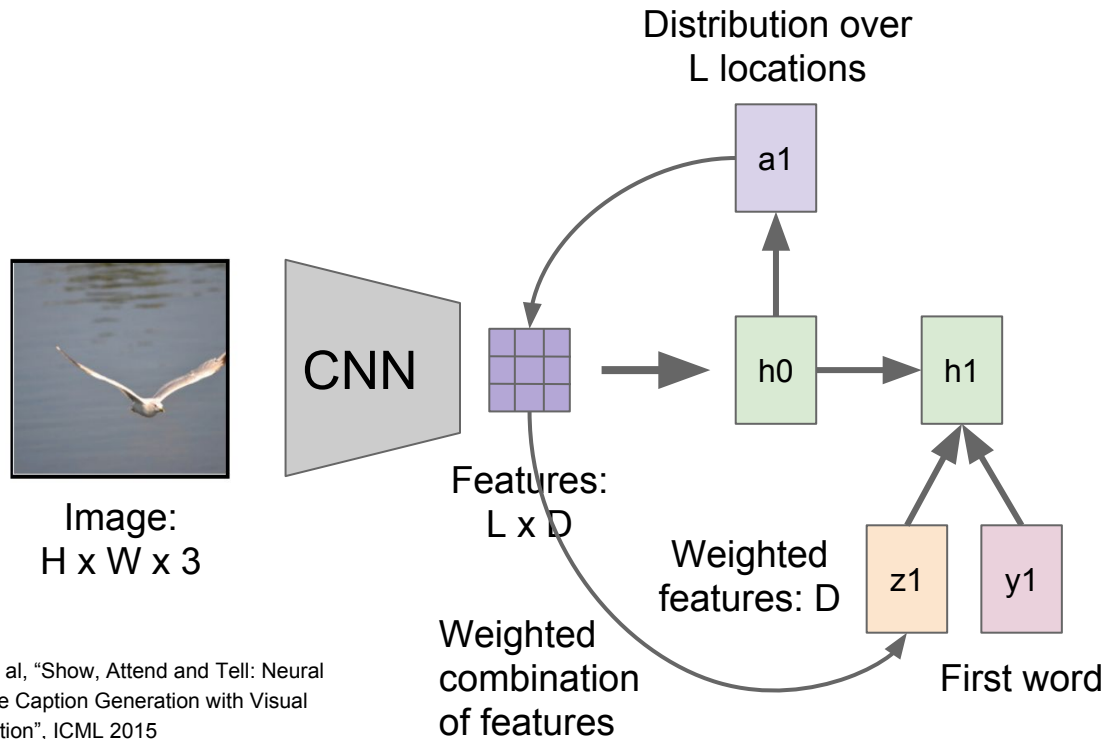 Distribution over
L locations
a1
CNN
h0
h1
Features:
L x D
Image:
H x W x 3
Weighted
features: D
z1
y1
First word
Weighted
combination
of features
al, “Show, Attend and Tell: Neural
e Caption Generation with Visual
tion”, ICML 2015